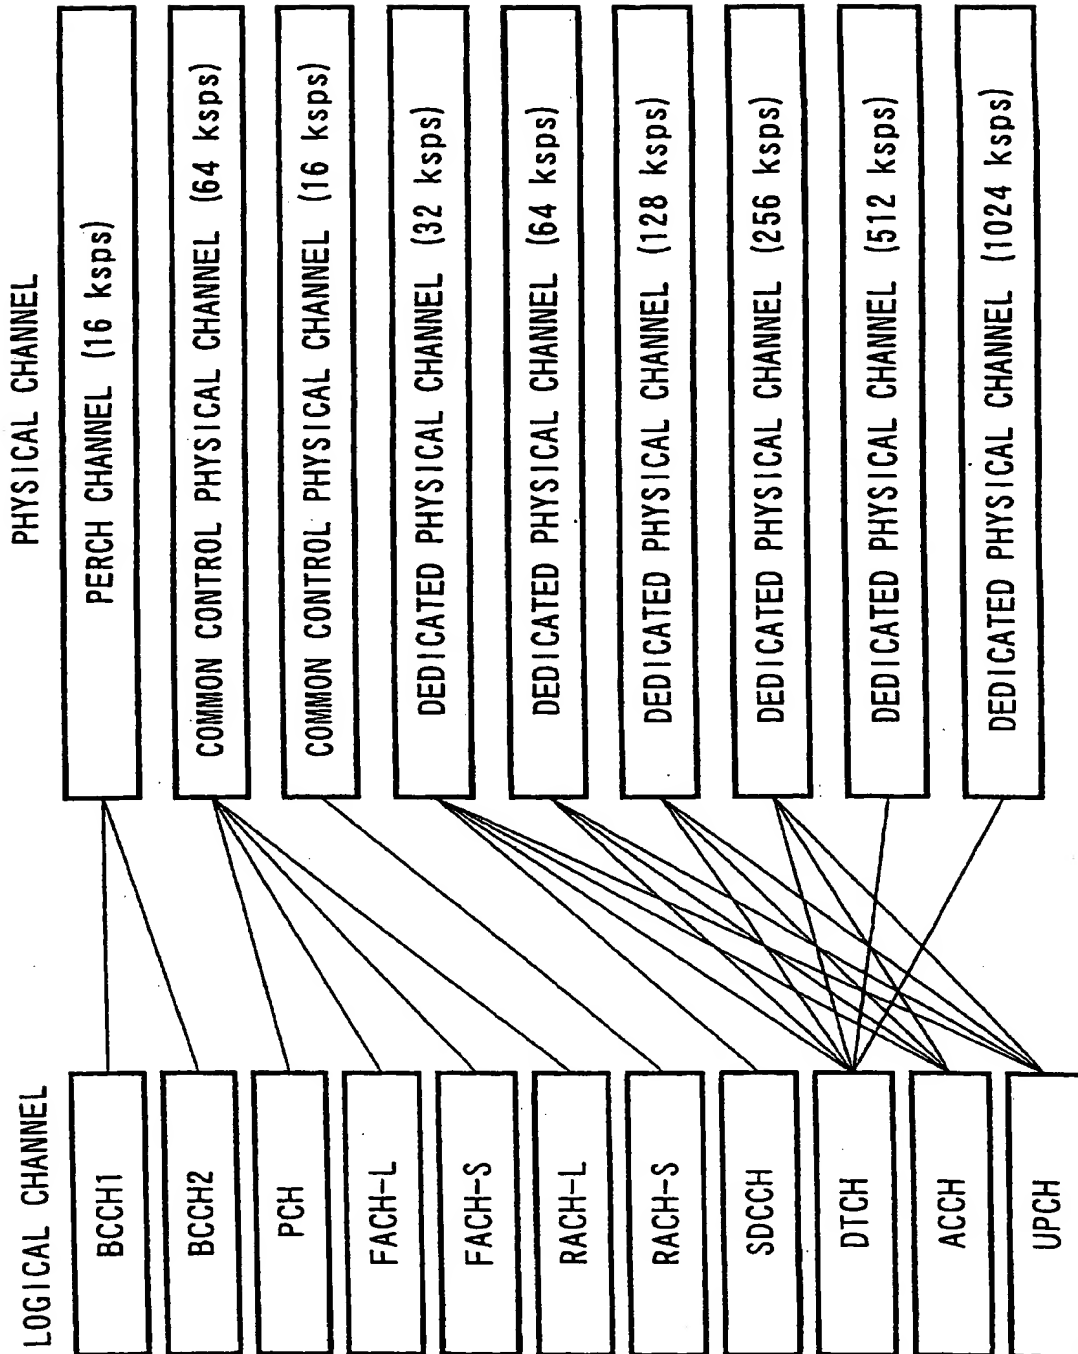 LOGICAL CHANNEL
BCCH1
BCCH2
PCH
FACH-L
FACH-S
RACH-L
RACH-S
SDCCH
DTCH
ACCH
UPCH
PHYSICAL CHANNEL
PERCH CHANNEL (16 ksps)
COMMON CONTROL PHYSICAL CHANNEL (64 ksps)
COMMON CONTROL PHYSICAL CHANNEL (16 ksps)
DEDICATED PHYSICAL CHANNEL (32 ksps)
DEDICATED PHYSICAL CHANNEL (64 ksps)
DEDICATED PHYSICAL CHANNEL (128 ksps)
DEDICATED PHYSICAL CHANNEL (256 ksps)
DEDICATED PHYSICAL CHANNEL (512 ksps)
DEDICATED PHYSICAL CHANNEL (1024 ksps)